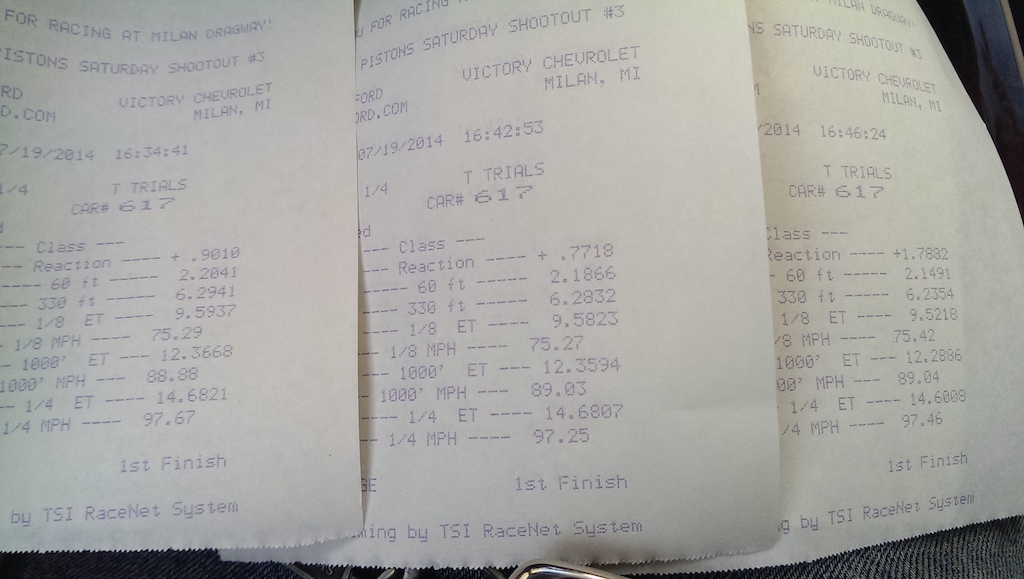 FOR RACING AT MILAN DRAGWAY!
PISTONS SATURDAY SHOOTOUT #3
RD VICTORY CHEVROLET
D.COM MILAN, MI
7/19/2014 16:34:41
1/4 T TRIALS
CAR# 617
d
--- Class ---
--- Reaction ---- + .9010
---- 60 ft ----- 2.2041
--- 330 ft ----- 6.2941
--- 1/8 ET ---- 9.5937
- 1/8 MPH ---- 75.29
- 1000' ET --- 12.3668
1000' MPH --- 88.88
-- 1/4 ET ---- 14.6821
1/4 MPH ---- 97.67
1st Finish
by TSI RaceNet System
U FOR RACING AT M
PISTONS SATURDAY SHOOTOUT #3
FORD VICTORY CHEVROLET
ORD.COM MILAN, MI
07/19/2014 16:42:53
1/4 T TRIALS
CAR# 617
ed
--- Class ---
--- Reaction ---- + .7718
---- 60 ft ----- 2.1866
--- 330 ft ----- 6.2832
--- 1/8 ET ---- 9.5823
-- 1/8 MPH ---- 75.27
-- 1000' ET --- 12.3594
- 1000' MPH --- 89.03
--- 1/4 ET ---- 14.6807
-- 1/4 MPH ---- 97.25
GE 1st Finish
ming by TSI RaceNet System
MILAN DRAGWAY!
NS SATURDAY SHOOTOUT #3
VICTORY CHEVROLET
M MILAN, MI
/2014 16:46:24
T TRIALS
CAR# 617
Class ---
Reaction ---- +1.7882
- 60 ft ----- 2.1491
330 ft ----- 6.2354
1/8 ET ---- 9.5218
/8 MPH ---- 75.42
000' ET --- 12.2886
00' MPH --- 89.04
1/4 ET ---- 14.6008
/4 MPH ---- 97.46
1st Finish
g by TSI RaceNet System